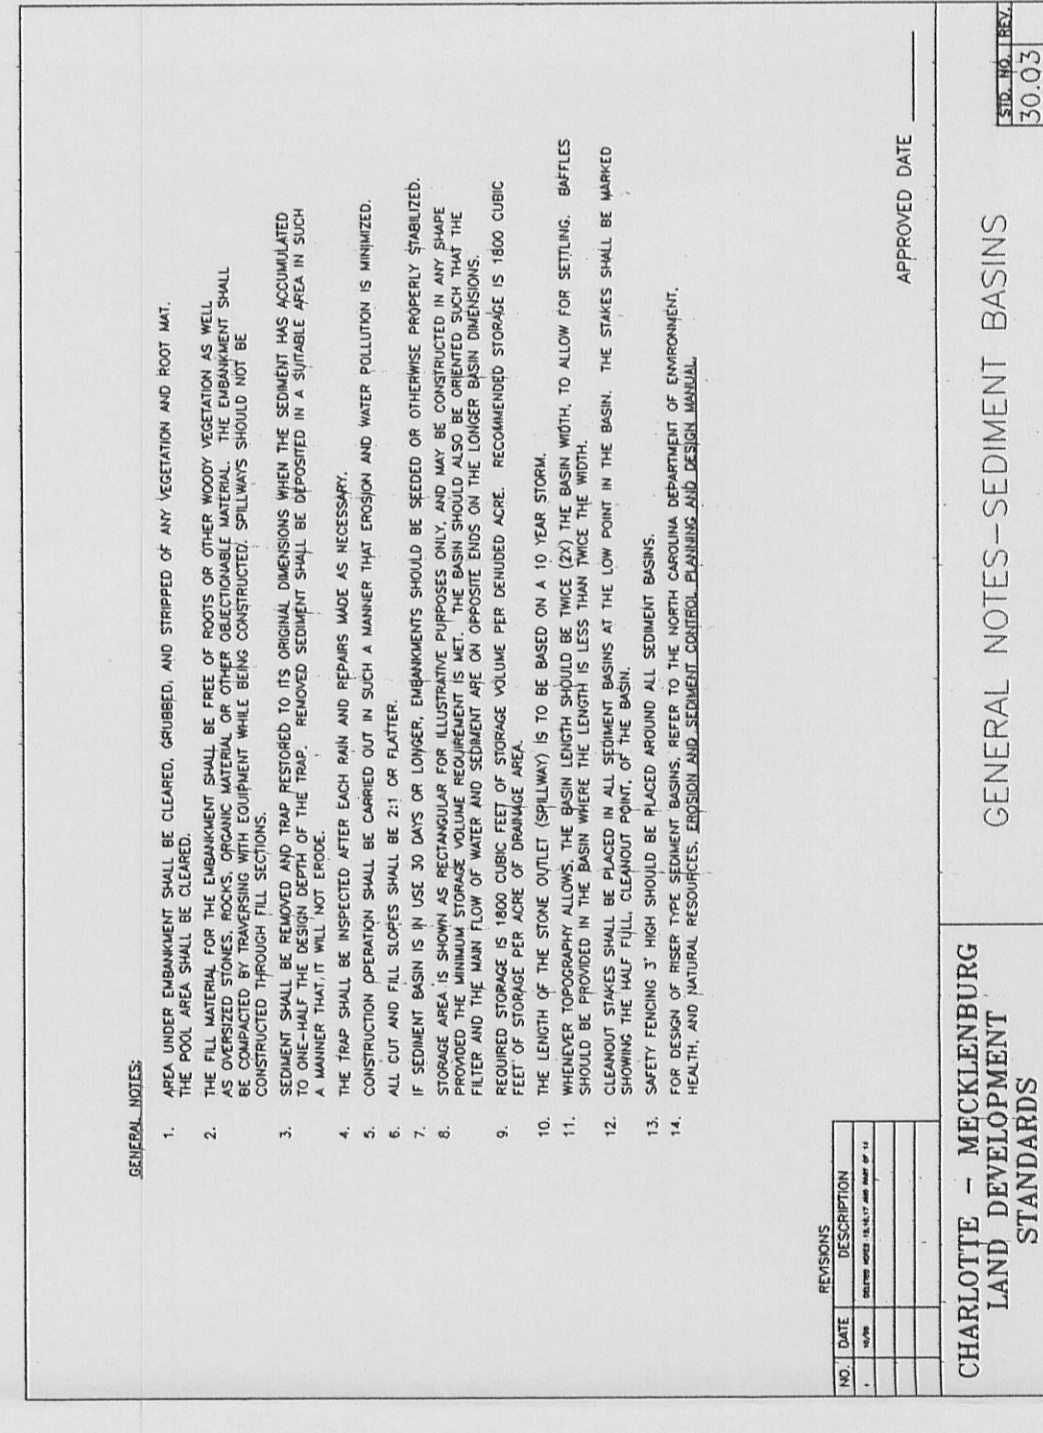 GENERAL NOTES:
1. AREA UNDER EMBANKMENT SHALL BE CLEARED, GRUBBED, AND STRIPPED OF ANY VEGETATION AND ROOT MAT.
THE POOL AREA SHALL BE CLEARED.
2. THE FILL MATERIAL FOR THE EMBANKMENT SHALL BE FREE OF ROOTS OR OTHER WOODY VEGETATION AS WELL
AS OVERSIZED STONES, ROCKS, ORGANIC MATERIAL OR OTHER OBJECTIONABLE MATERIAL. THE EMBANKMENT SHALL
BE COMPACTED BY TRAVERSING WITH EQUIPMENT WHILE BEING CONSTRUCTED. SPILLWAYS SHOULD NOT BE
CONSTRUCTED THROUGH FILL SECTIONS.
3. SEDIMENT SHALL BE REMOVED AND TRAP RESTORED TO ITS ORIGINAL DIMENSIONS WHEN THE SEDIMENT HAS ACCUMULATED
TO ONE-HALF THE DESIGN DEPTH OF THE TRAP. REMOVED SEDIMENT SHALL BE DEPOSITED IN A SUITABLE AREA IN SUCH
A MANNER THAT IT WILL NOT ERODE.
4. THE TRAP SHALL BE INSPECTED AFTER EACH RAIN AND REPAIRS MADE AS NECESSARY.
5. CONSTRUCTION OPERATION SHALL BE CARRIED OUT IN SUCH A MANNER THAT EROSION AND WATER POLLUTION IS MINIMIZED.
6. ALL CUT AND FILL SLOPES SHALL BE 2:1 OR FLATTER.
7. IF SEDIMENT BASIN IS IN USE 30 DAYS OR LONGER, EMBANKMENTS SHOULD BE SEEDED OR OTHERWISE PROPERLY STABILIZED.
8. STORAGE AREA IS SHOWN AS RECTANGULAR FOR ILLUSTRATIVE PURPOSES ONLY, AND MAY BE CONSTRUCTED IN ANY SHAPE
PROVIDED THE MINIMUM STORAGE VOLUME REQUIREMENT IS MET. THE BASIN SHOULD ALSO BE ORIENTED SUCH THAT THE
FILTER AND THE MAIN FLOW OF WATER AND SEDIMENT ARE ON OPPOSITE ENDS ON THE LONGER BASIN DIMENSIONS.
9. REQUIRED STORAGE IS 1800 CUBIC FEET OF STORAGE VOLUME PER DENUDED ACRE. RECOMMENDED STORAGE IS 1800 CUBIC
FEET OF STORAGE PER ACRE OF DRAINAGE AREA.
10. THE LENGTH OF THE STONE OUTLET (SPILLWAY) IS TO BE BASED ON A 10 YEAR STORM.
11. WHENEVER TOPOGRAPHY ALLOWS, THE BASIN LENGTH SHOULD BE TWICE (2X) THE BASIN WIDTH, TO ALLOW FOR SETTLING. BAFFLES
SHOULD BE PROVIDED IN THE BASIN WHERE THE LENGTH IS LESS THAN TWICE THE WIDTH.
12. CLEANOUT STAKES SHALL BE PLACED IN ALL SEDIMENT BASINS AT THE LOW POINT IN THE BASIN. THE STAKES SHALL BE MARKED
SHOWING THE HALF FULL, CLEANOUT POINT, OF THE BASIN.
13. SAFETY FENCING 3' HIGH SHOULD BE PLACED AROUND ALL SEDIMENT BASINS.
14. FOR DESIGN OF RISER TYPE SEDIMENT BASINS, REFER TO THE NORTH CAROLINA DEPARTMENT OF ENVIRONMENT,
HEALTH, AND NATURAL RESOURCES, EROSION AND SEDIMENT CONTROL PLANNING AND DESIGN MANUAL.
REVISIONS
NO. DATE DESCRIPTION
1
APPROVED DATE
CHARLOTTE - MECKLENBURG
LAND DEVELOPMENT
STANDARDS
GENERAL NOTES-SEDIMENT BASINS
STD. NO. REV.
30.03